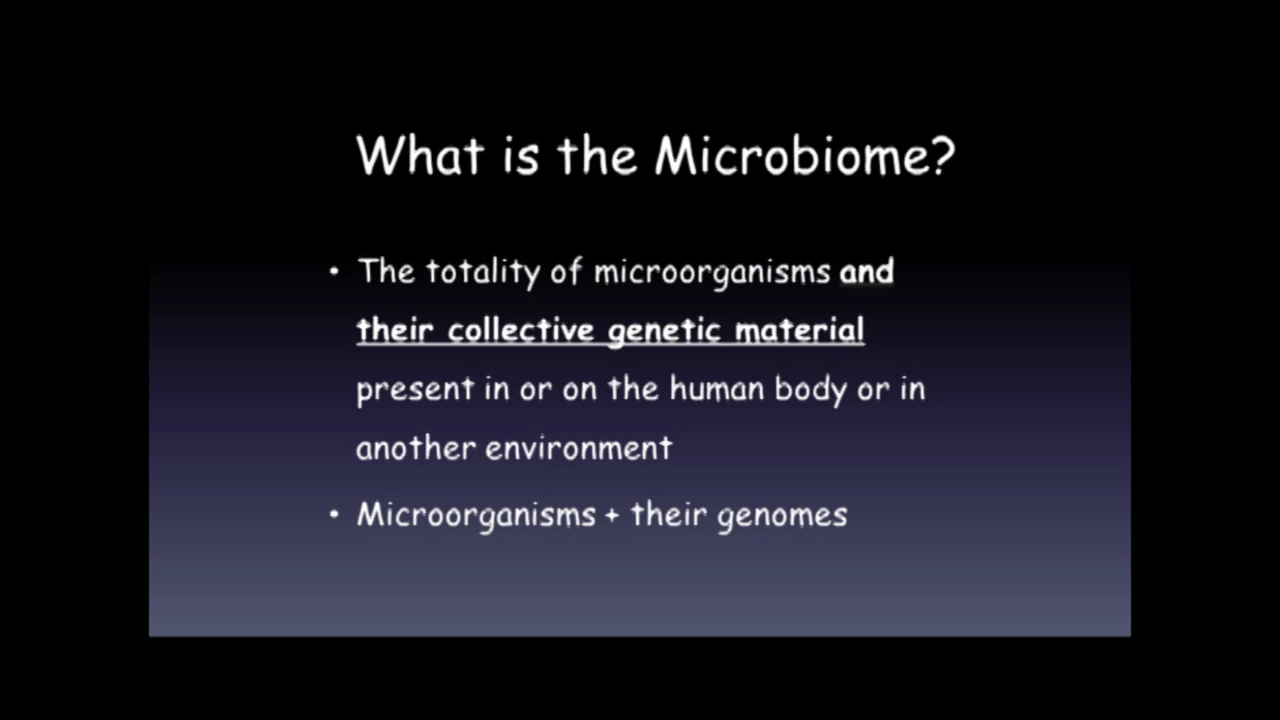 What is the Microbiome?
• The totality of microorganisms and
their collective genetic material
present in or on the human body or in
another environment
• Microorganisms + their genomes